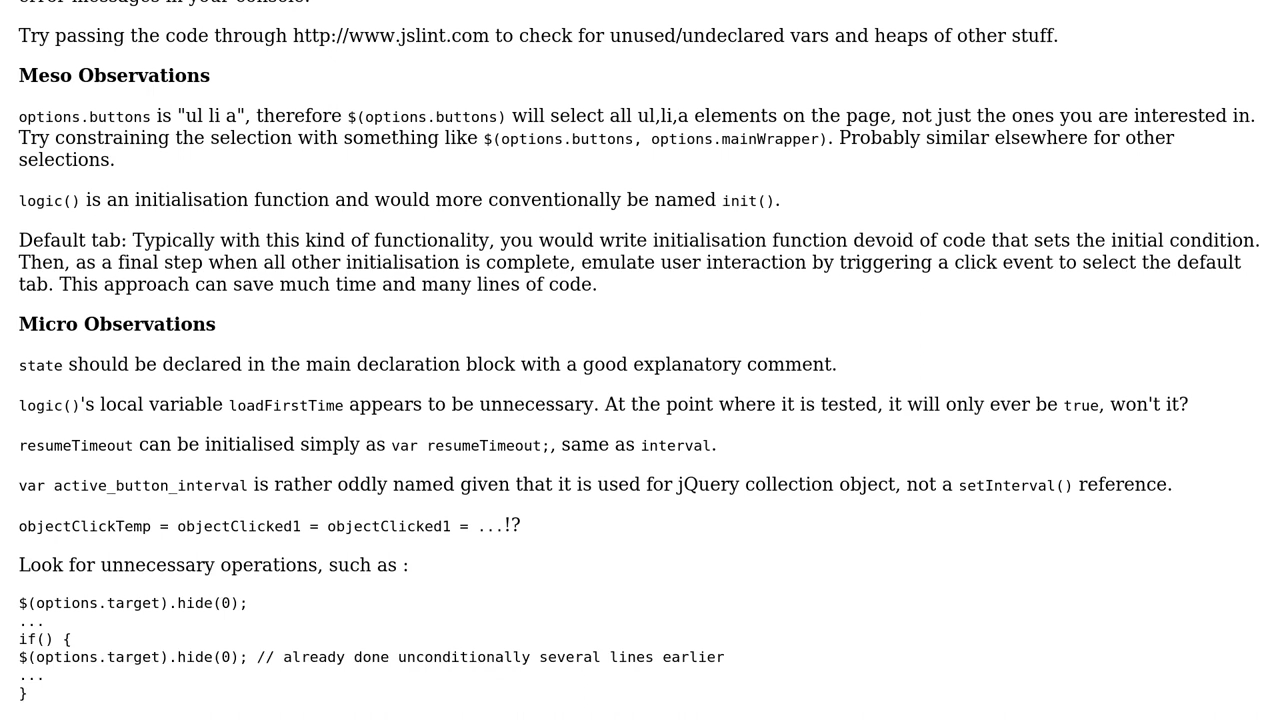 error messages in your console.
Try passing the code through http://www.jslint.com to check for unused/undeclared vars and heaps of other stuff.
Meso Observations
options.buttons is "ul li a", therefore $(options.buttons) will select all ul,li,a elements on the page, not just the ones you are interested in.
Try constraining the selection with something like $(options.buttons, options.mainWrapper). Probably similar elsewhere for other
selections.
logic() is an initialisation function and would more conventionally be named init().
Default tab: Typically with this kind of functionality, you would write initialisation function devoid of code that sets the initial condition.
Then, as a final step when all other initialisation is complete, emulate user interaction by triggering a click event to select the default
tab. This approach can save much time and many lines of code.
Micro Observations
state should be declared in the main declaration block with a good explanatory comment.
logic()'s local variable loadFirstTime appears to be unnecessary. At the point where it is tested, it will only ever be true, won't it?
resumeTimeout can be initialised simply as var resumeTimeout;, same as interval.
var active_button_interval is rather oddly named given that it is used for jQuery collection object, not a setInterval() reference.
objectClickTemp = objectClicked1 = objectClicked1 = ...!?
Look for unnecessary operations, such as :
$(options.target).hide(0);
...
if() {
$(options.target).hide(0); // already done unconditionally several lines earlier
...
}